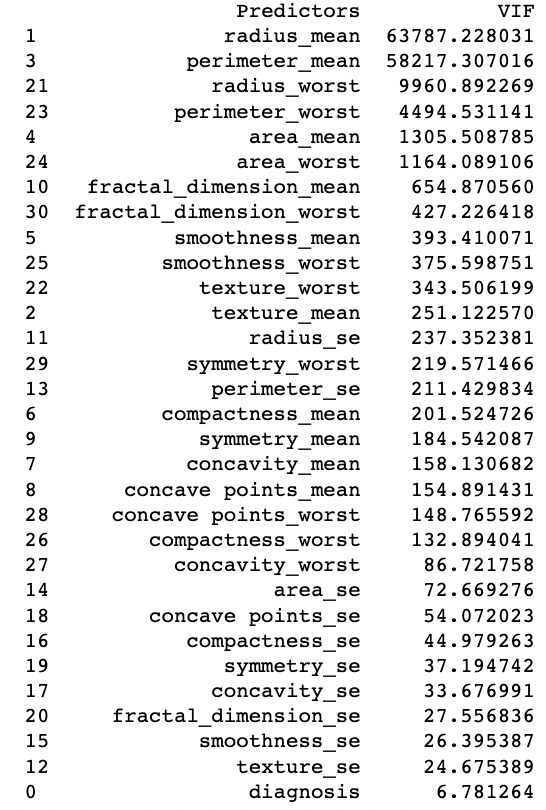 Predictors VIF
1 radius_mean 63787.228031
3 perimeter_mean 58217.307016
21 radius_worst 9960.892269
23 perimeter_worst 4494.531141
4 area_mean 1305.508785
24 area_worst 1164.089106
10 fractal_dimension_mean 654.870560
30 fractal_dimension_worst 427.226418
5 smoothness_mean 393.410071
25 smoothness_worst 375.598751
22 texture_worst 343.506199
2 texture_mean 251.122570
11 radius_se 237.352381
29 symmetry_worst 219.571466
13 perimeter_se 211.429834
6 compactness_mean 201.524726
9 symmetry_mean 184.542087
7 concavity_mean 158.130682
8 concave points_mean 154.891431
28 concave points_worst 148.765592
26 compactness_worst 132.894041
27 concavity_worst 86.721758
14 area_se 72.669276
18 concave points_se 54.072023
16 compactness_se 44.979263
19 symmetry_se 37.194742
17 concavity_se 33.676991
20 fractal_dimension_se 27.556836
15 smoothness_se 26.395387
12 texture_se 24.675389
0 diagnosis 6.781264